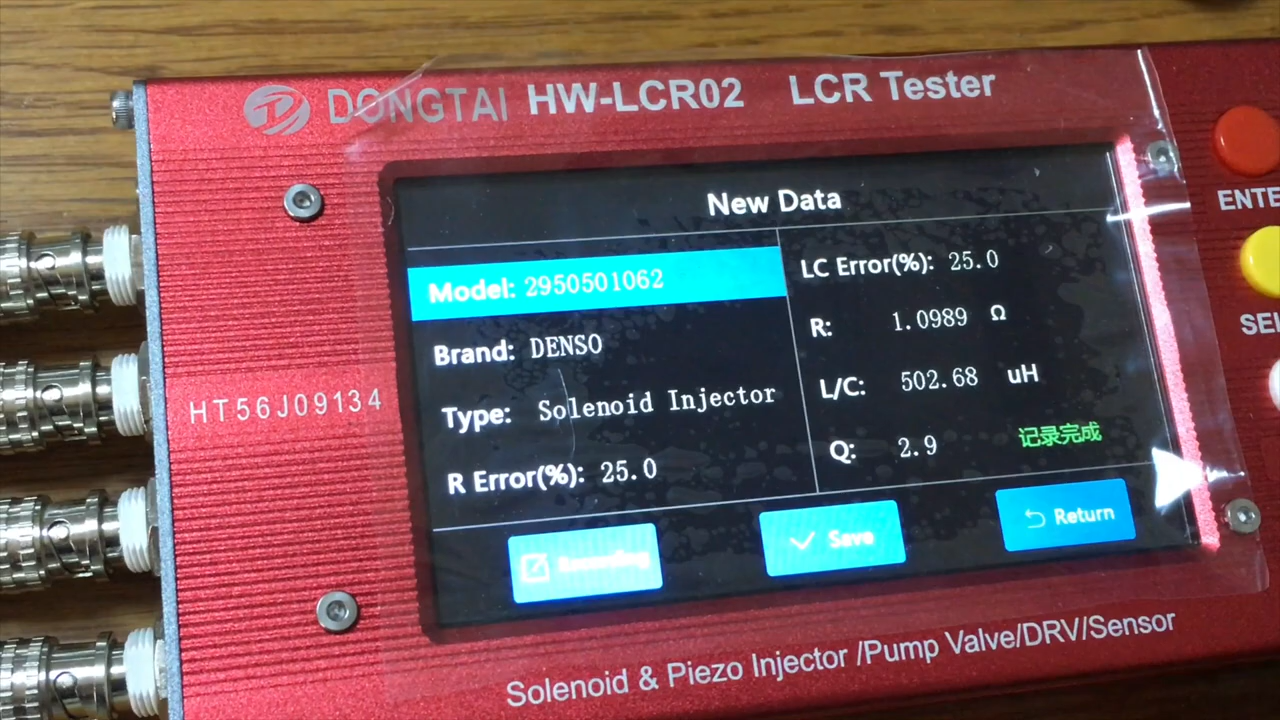 DONGTAI HW-LCR02 LCR Tester
New Data
Model: 2950501062
Brand: DENSO
Type: Solenoid Injector
R Error(%): 25.0
LC Error(%): 25.0
R: 1.0989 Ω
L/C: 502.68 uH
Q: 2.9 记录完成
Recording
Save
Return
HT56J09134
ENTE
SEL
Solenoid & Piezo Injector /Pump Valve/DRV/Sensor